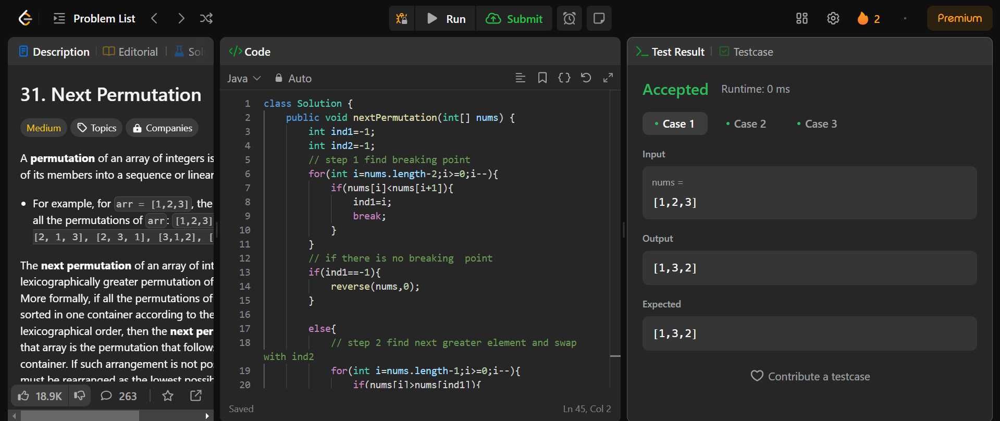 Problem List
Run
Submit
2
Premium
Description
Editorial
Sol
31. Next Permutation
Medium
Topics
Companies
A permutation of an array of integers is
of its members into a sequence or linear
For example, for arr = [1,2,3], the
all the permutations of arr: [1,2,3]
[2, 1, 3], [2, 3, 1], [3,1,2], [
The next permutation of an array of int
lexicographically greater permutation of
More formally, if all the permutations of
sorted in one container according to the
lexicographical order, then the next per
that array is the permutation that follows
container. If such arrangement is not pos
must be rearranged as the lowest possib
18.9K
263
</> Code
Java
Auto
1 class Solution {
2 public void nextPermutation(int[] nums) {
3 int ind1=-1;
4 int ind2=-1;
5 // step 1 find breaking point
6 for(int i=nums.length-2;i>=0;i--){
7 if(nums[i]<nums[i+1]){
8 ind1=i;
9 break;
10 }
11 }
12 // if there is no breaking  point
13 if(ind1==-1){
14 reverse(nums,0);
15 }
16
17 else{
18 // step 2 find next greater element and swap
with ind2
19 for(int i=nums.length-1;i>=0;i--){
20 if(nums[i]>nums[ind1]){
Saved
Ln 45, Col 2
Test Result
Testcase
Accepted
Runtime: 0 ms
Case 1
Case 2
Case 3
Input
nums =
[1,2,3]
Output
[1,3,2]
Expected
[1,3,2]
Contribute a testcase